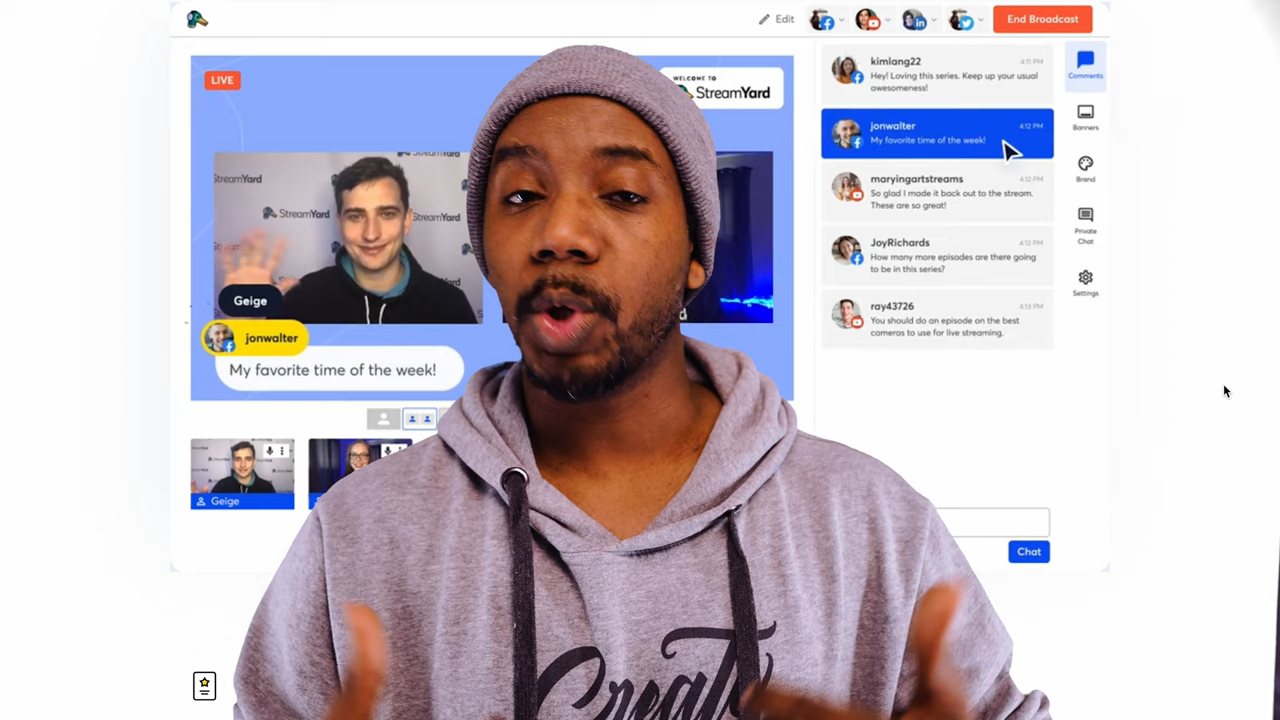 Edit
End Broadcast
LIVE
WELCOME TO
StreamYard
StreamYard
StreamYard
StreamYard
StreamYard
Geige
jonwalter
My favorite time of the week!
Geige
kimlang22
4:11 PM
Hey! Loving this series. Keep up your usual
awesomeness!
jonwalter
4:12 PM
My favorite time of the week!
maryingartstreams
4:12 PM
So glad I made it back out to the stream.
These are so great!
JoyRichards
4:12 PM
How many more episodes are there going
to be in this series?
ray43726
4:13 PM
You should do an episode on the best
cameras to use for live streaming.
Chat
Comments
Banners
Brand
Private
Chat
Settings
Create